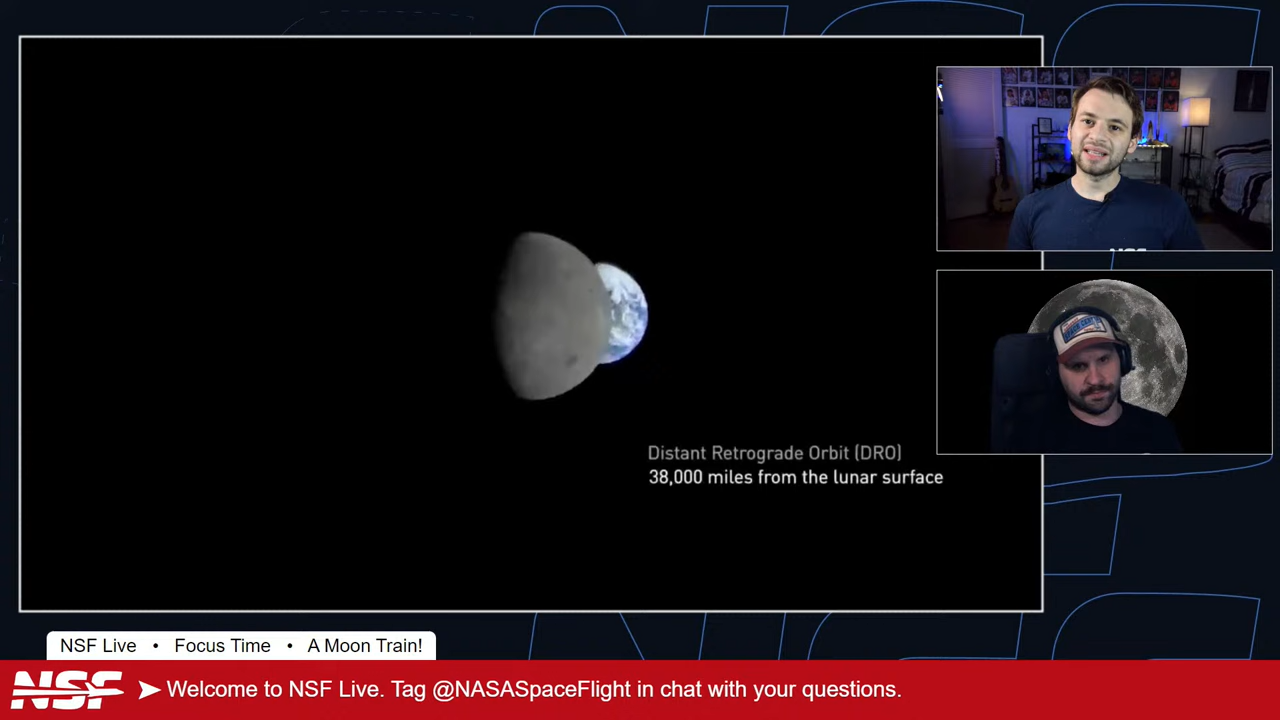 Distant Retrograde Orbit (DRO)
38,000 miles from the lunar surface
NSF Live • Focus Time • A Moon Train!
NSF
Welcome to NSF Live. Tag @NASASpaceFlight in chat with your questions.